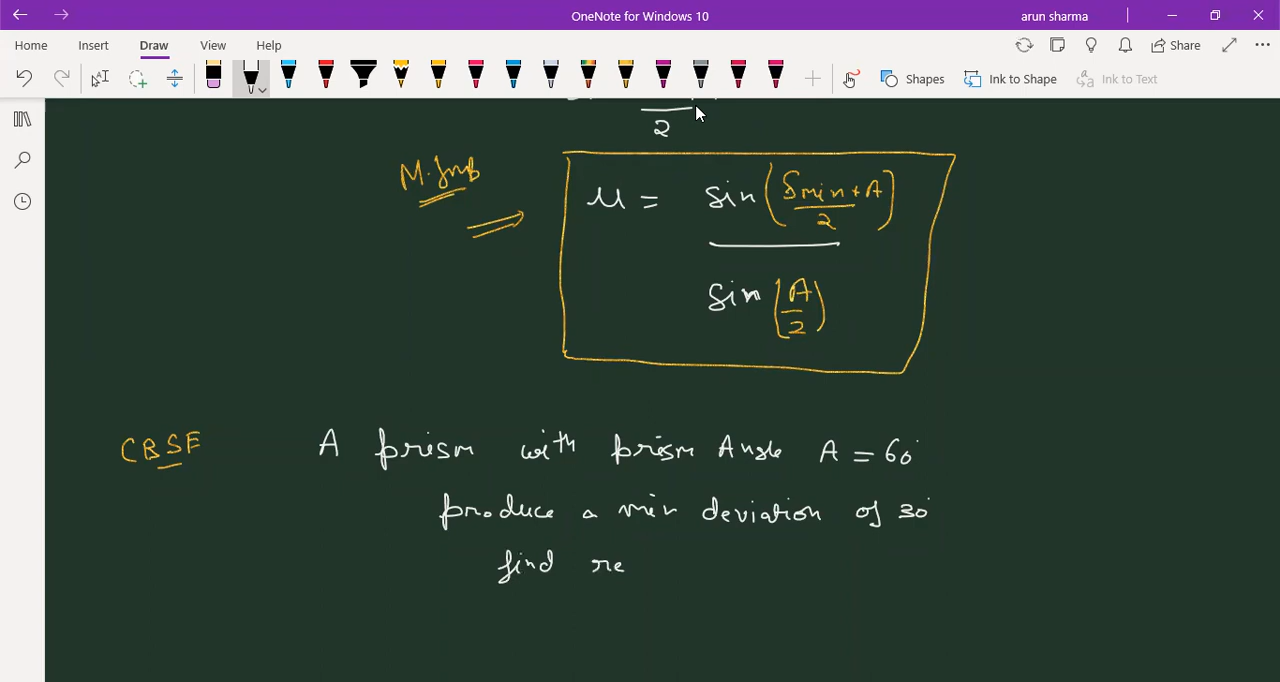 OneNote for Windows 10
arun sharma
Home Insert Draw View Help
Share
Shapes Ink to Shape Ink to Text
2
M. Imb
μ = sin (δmin + A / 2)
sin (A / 2)
CBSE A prism with prism Angle A = 60°
produce a min deviation of 30°
find re